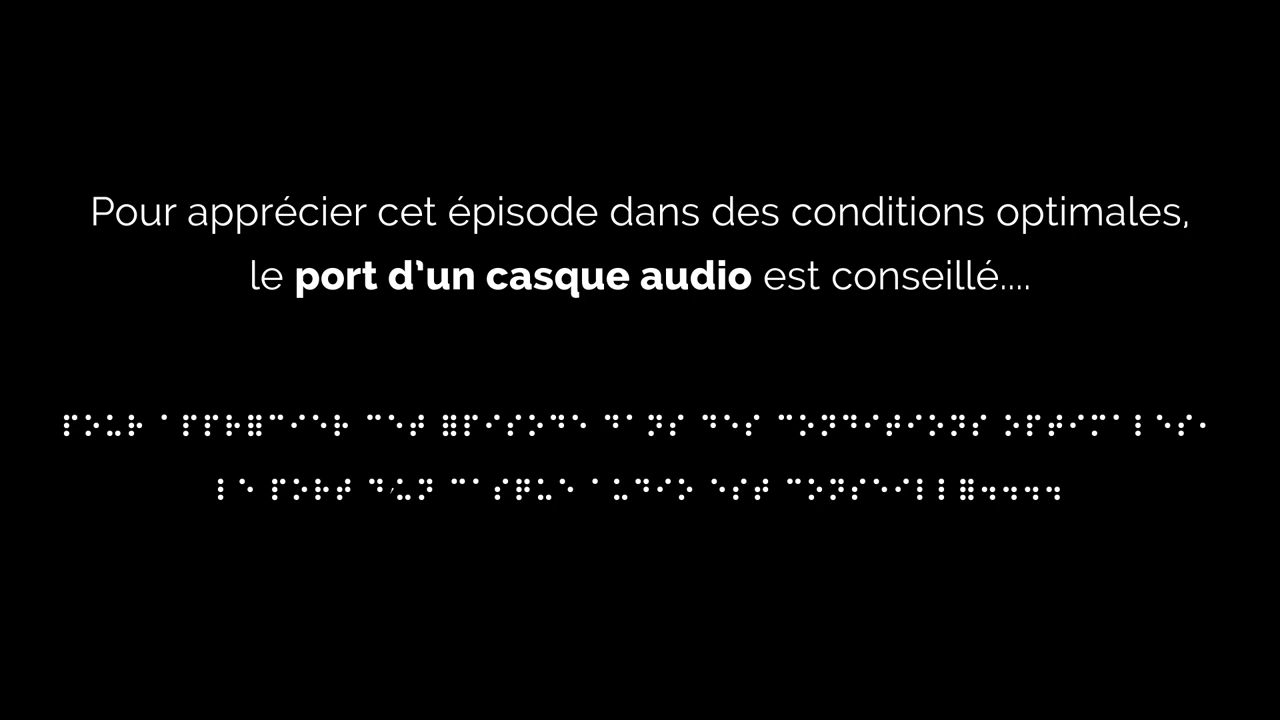 Pour apprécier cet épisode dans des conditions optimales,
le port d’un casque audio est conseillé....
⠏⠕⠥⠗ ⠁⠏⠏⠗⠿⠉⠊⠑⠗ ⠉⠑⠞ ⠿⠏⠊⠎⠕⠙⠑ ⠙⠁⠝⠎ ⠙⠑⠎ ⠉⠕⠝⠙⠊⠞⠊⠕⠝⠎ ⠕⠏⠞⠊⠍⠁⠇⠑⠎⠂
⠇⠑ ⠏⠕⠗⠞ ⠙’⠥⠝ ⠉⠁⠎⠟⠥⠑ ⠁⠥⠙⠊⠕ ⠑⠎⠞ ⠉⠕⠝⠎⠑⠊⠇⠇⠿⠲⠲⠲⠲